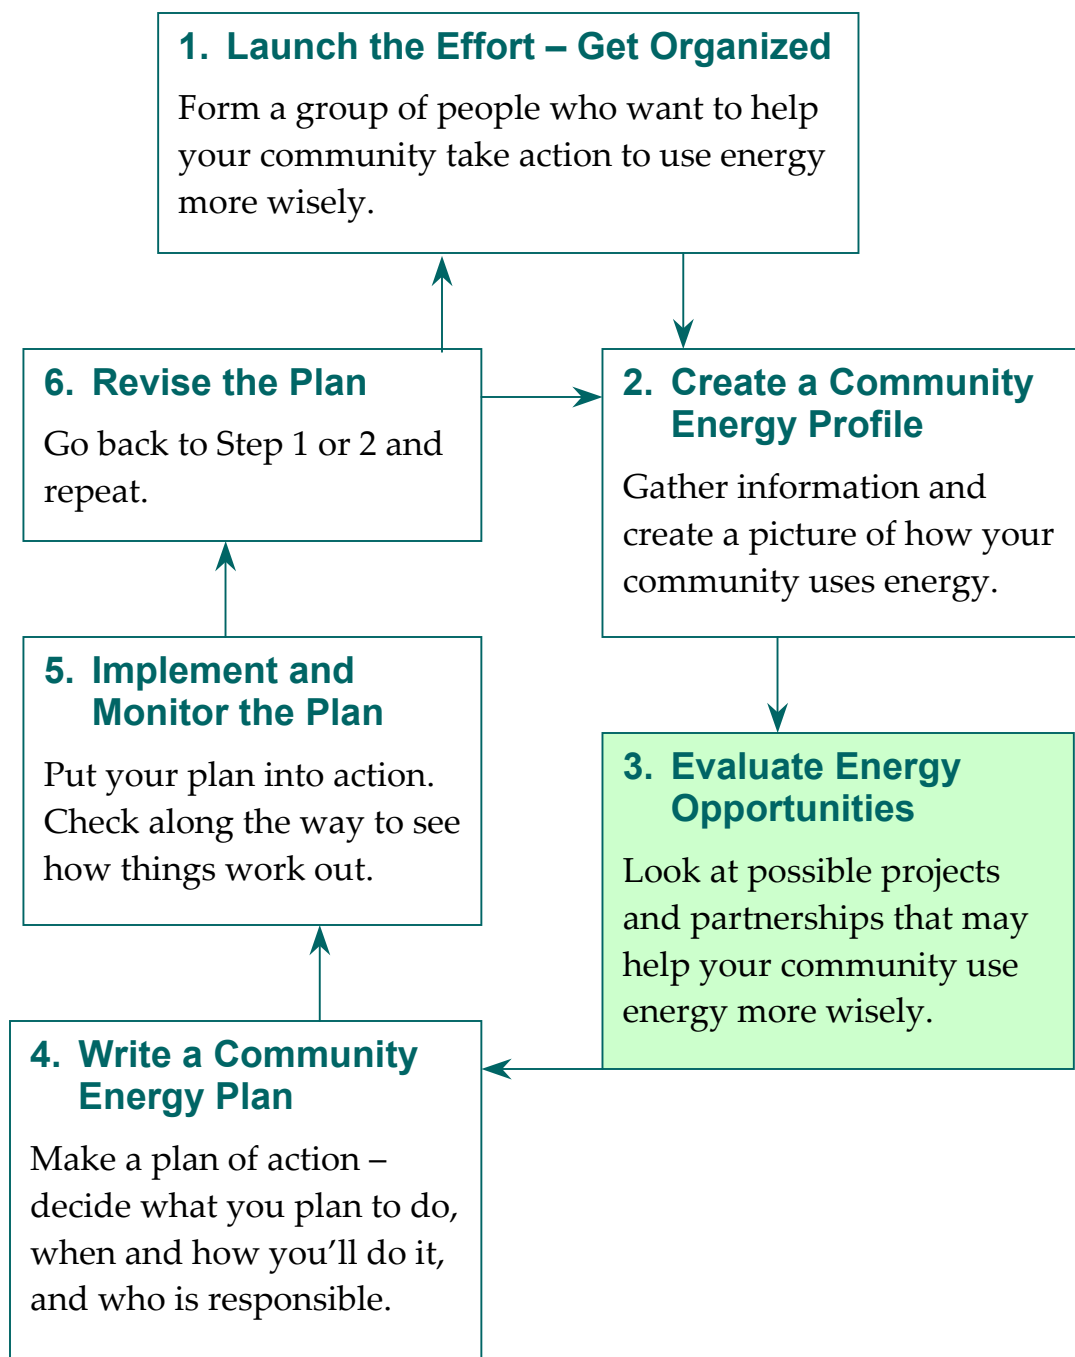 1. Launch the Effort – Get Organized
Form a group of people who want to help
your community take action to use energy
more wisely.
2. Create a Community
Energy Profile
Gather information and
create a picture of how your
community uses energy.
3. Evaluate Energy
Opportunities
Look at possible projects
and partnerships that may
help your community use
energy more wisely.
4. Write a Community
Energy Plan
Make a plan of action –
decide what you plan to do,
when and how you’ll do it,
and who is responsible.
5. Implement and
Monitor the Plan
Put your plan into action.
Check along the way to see
how things work out.
6. Revise the Plan
Go back to Step 1 or 2 and
repeat.